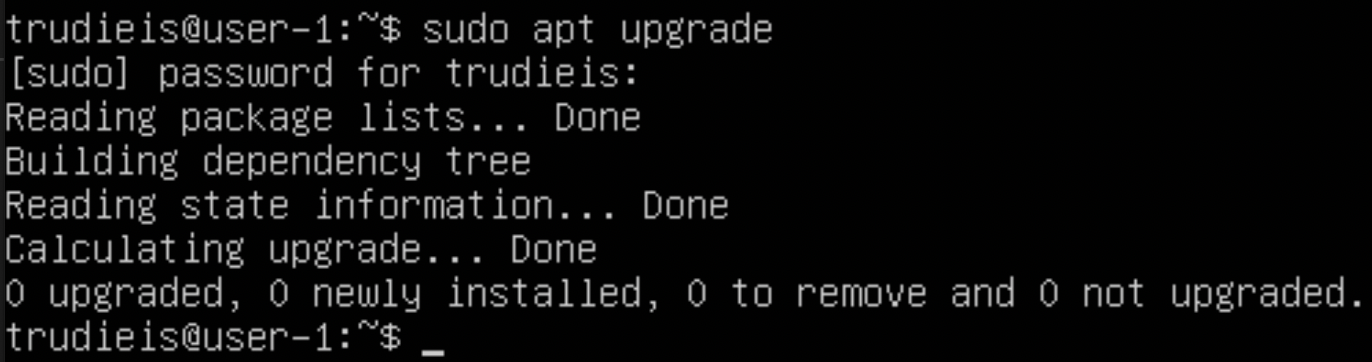 trudieis@user-1:~$ sudo apt upgrade
[sudo] password for trudieis:
Reading package lists... Done
Building dependency tree
Reading state information... Done
Calculating upgrade... Done
0 upgraded, 0 newly installed, 0 to remove and 0 not upgraded.
trudieis@user-1:~$ _